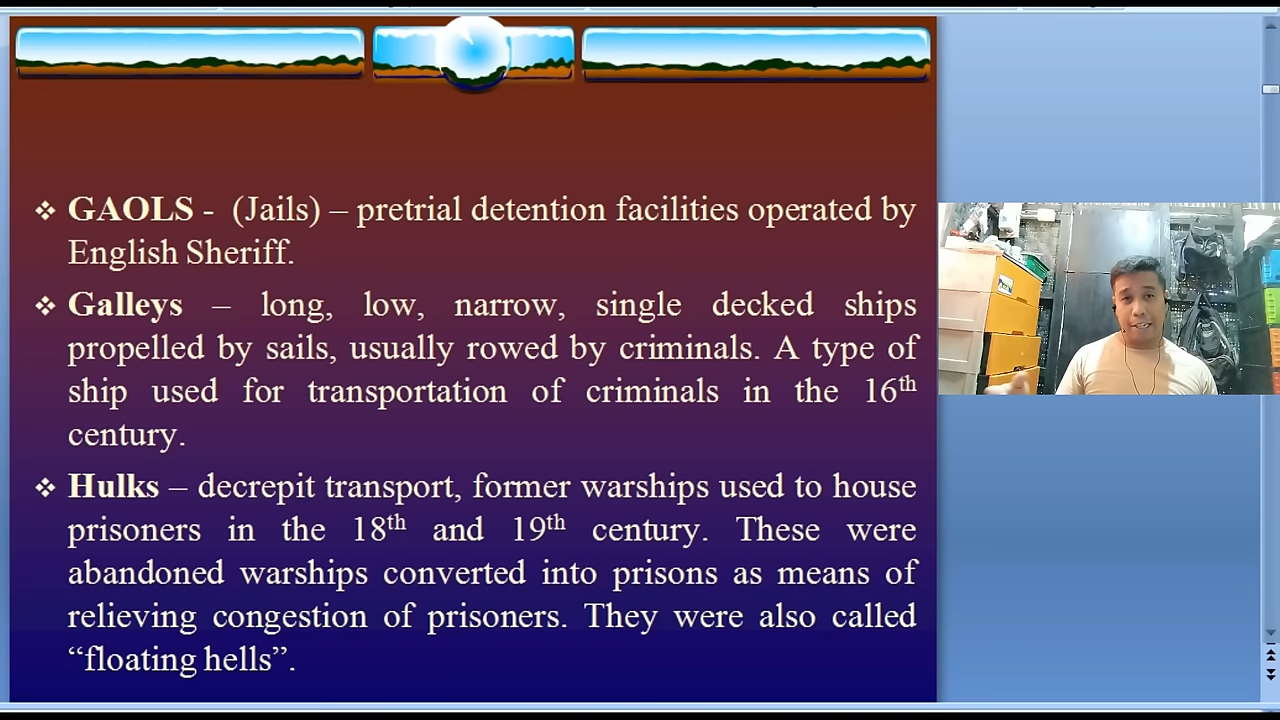 ❖ GAOLS - (Jails) – pretrial detention facilities operated by
English Sheriff.
❖ Galleys – long, low, narrow, single decked ships
propelled by sails, usually rowed by criminals. A type of
ship used for transportation of criminals in the 16th
century.
❖ Hulks – decrepit transport, former warships used to house
prisoners in the 18th and 19th century. These were
abandoned warships converted into prisons as means of
relieving congestion of prisoners. They were also called
“floating hells”.